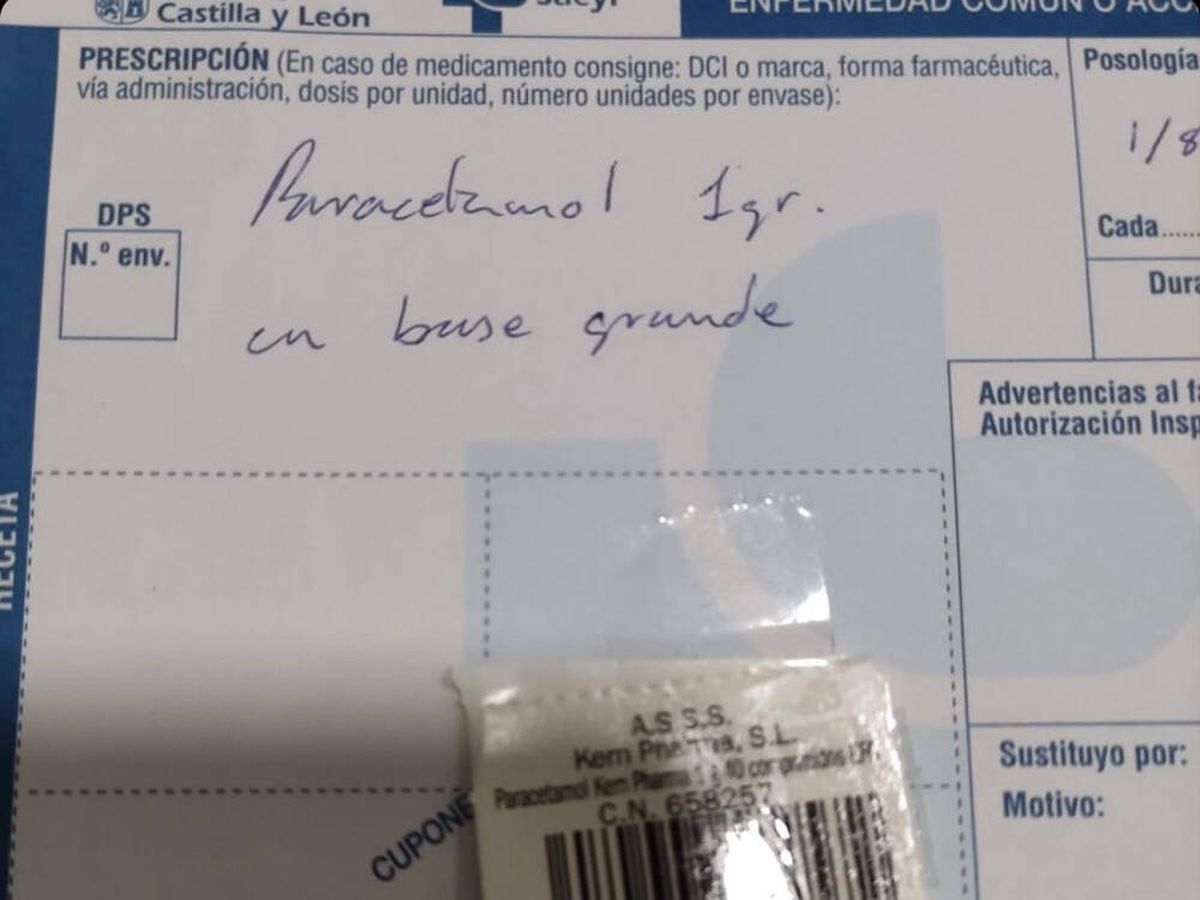 Castilla y León
sacyl
ENFERMEDAD COMÚN O ACC
PRESCRIPCIÓN (En caso de medicamento consigne: DCI o marca, forma farmacéutica,
vía administración, dosis por unidad, número unidades por envase):
Posología
1/8
Paracetamol 1gr.
DPS
N.º env.
Cada......
Dura
en base grande
Advertencias al fa
Autorización Insp
RECETA
A.S.S.S.
Kern Pharma, S.L.
Paracetamol Kern Pharma 1 g 40 comprimidos EFP.
C.N. 658257
CUPONE
Sustituyo por:
Motivo: